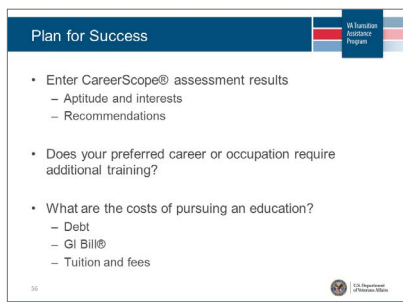 Plan for Success
VA Transition
Assistance
Program
• Enter CareerScope® assessment results
– Aptitude and interests
– Recommendations
• Does your preferred career or occupation require
additional training?
• What are the costs of pursuing an education?
– Debt
– GI Bill®
– Tuition and fees
56
U.S. Department
of Veterans Affairs